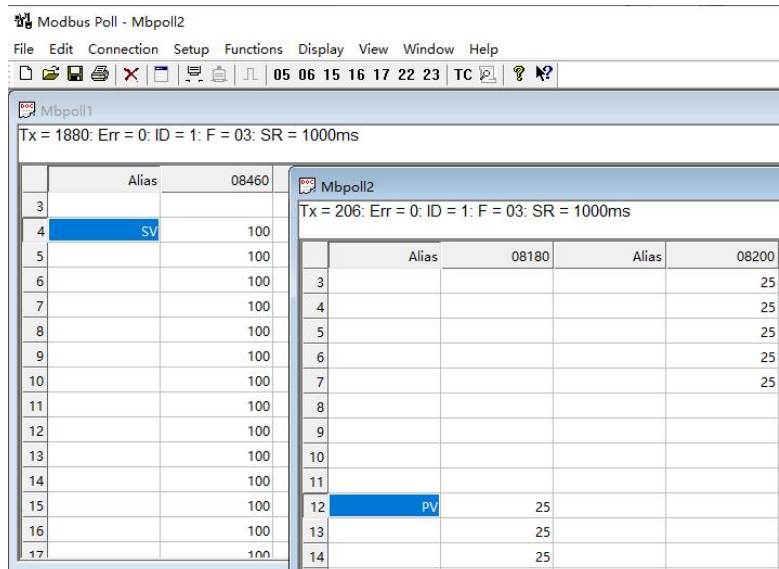 Modbus Poll - Mbpoll2
File Edit Connection Setup Functions Display View Window Help
05 06 15 16 17 22 23 TC
Mbpoll1
Tx = 1880: Err = 0: ID = 1: F = 03: SR = 1000ms
Alias 08460
3
4 SV 100
5 100
6 100
7 100
8 100
9 100
10 100
11 100
12 100
13 100
14 100
15 100
16 100
17 100
Mbpoll2
Tx = 206: Err = 0: ID = 1: F = 03: SR = 1000ms
Alias 08180 Alias 08200
3 25
4 25
5 25
6 25
7 25
8
9
10
11
12 PV 25
13 25
14 25